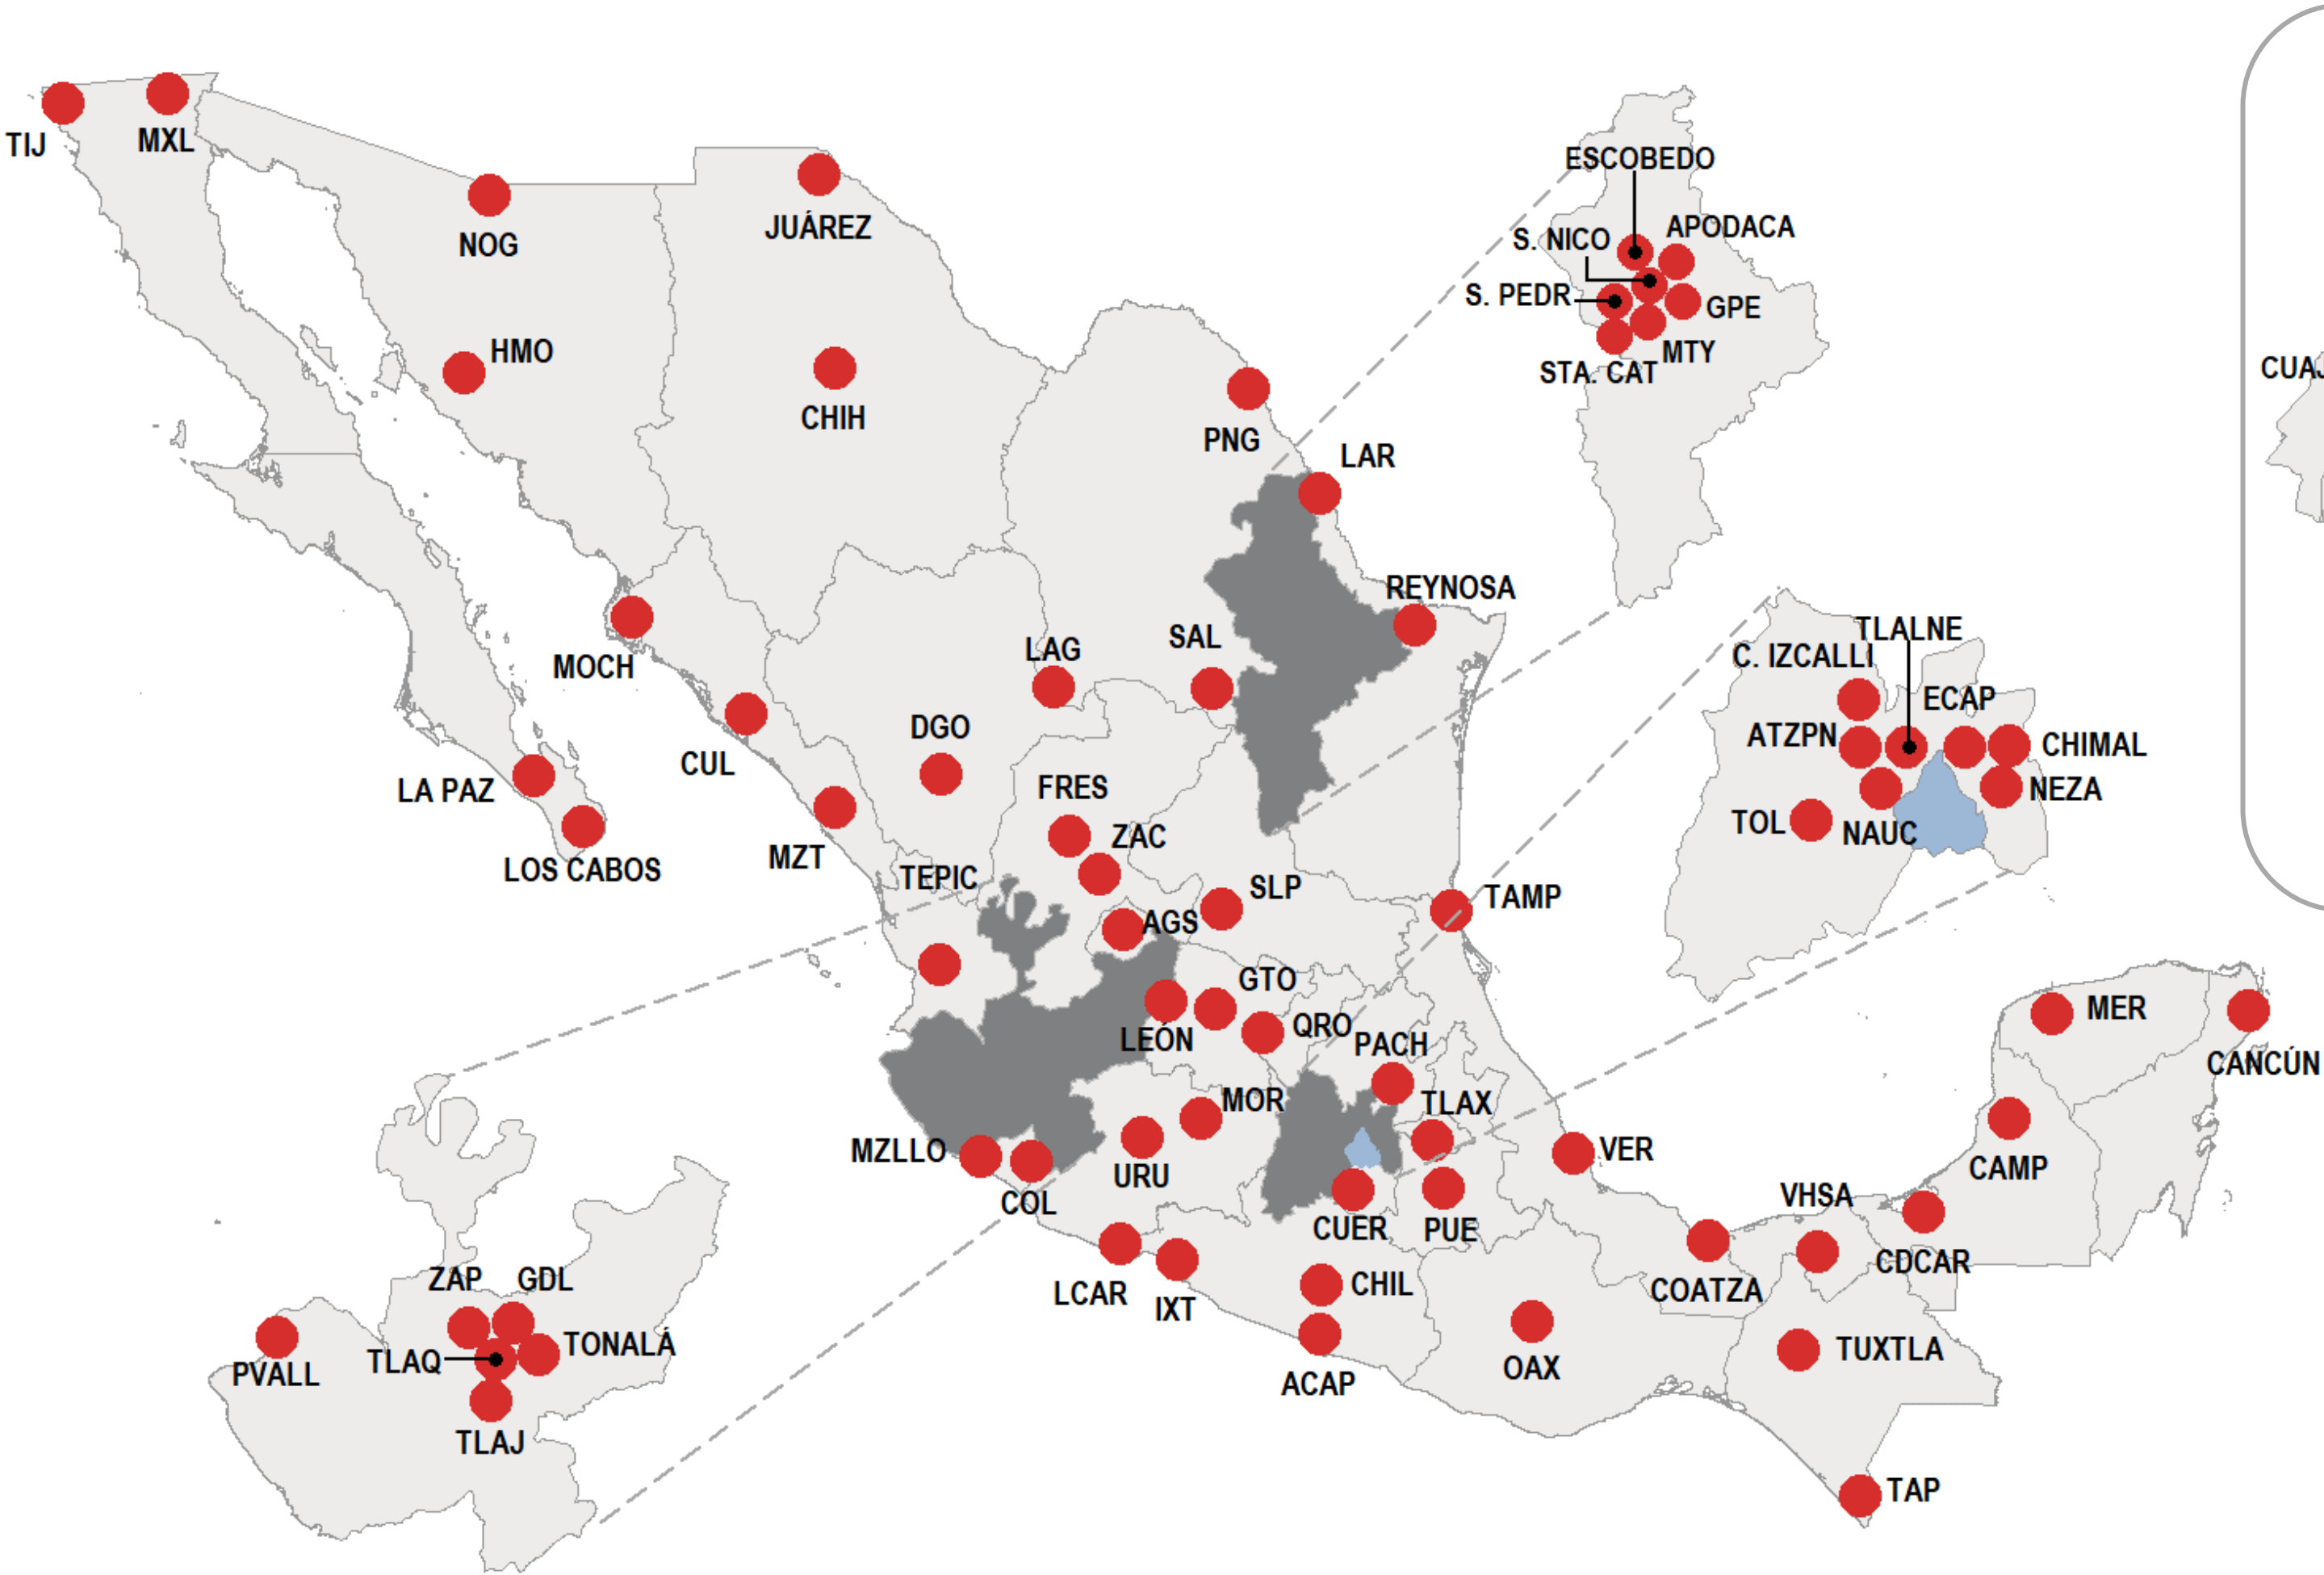 TIJ
MXL
NOG
JUÁREZ
HMO
CHIH
PNG
LAR
ESCOBEDO
APODACA
S. NICO
S. PEDR
GPE
MTY
STA. CAT
CUAJ
REYNOSA
SAL
LAG
MOCH
DGO
CUL
LA PAZ
LOS CABOS
MZT
FRES
ZAC
TEPIC
SLP
AGS
TAMP
TLALNE
C. IZCALLI
ECAP
ATZPN
CHIMAL
NEZA
TOL
NAUC
GTO
LEÓN
QRO
PACH
MER
CANCÚN
MOR
TLAX
MZLLO
URU
VER
CAMP
COL
CUER
PUE
VHSA
CDCAR
COATZA
LCAR
IXT
CHIL
ACAP
OAX
TUXTLA
TAP
ZAP
GDL
TLAQ
TONALÁ
PVALL
TLAJ